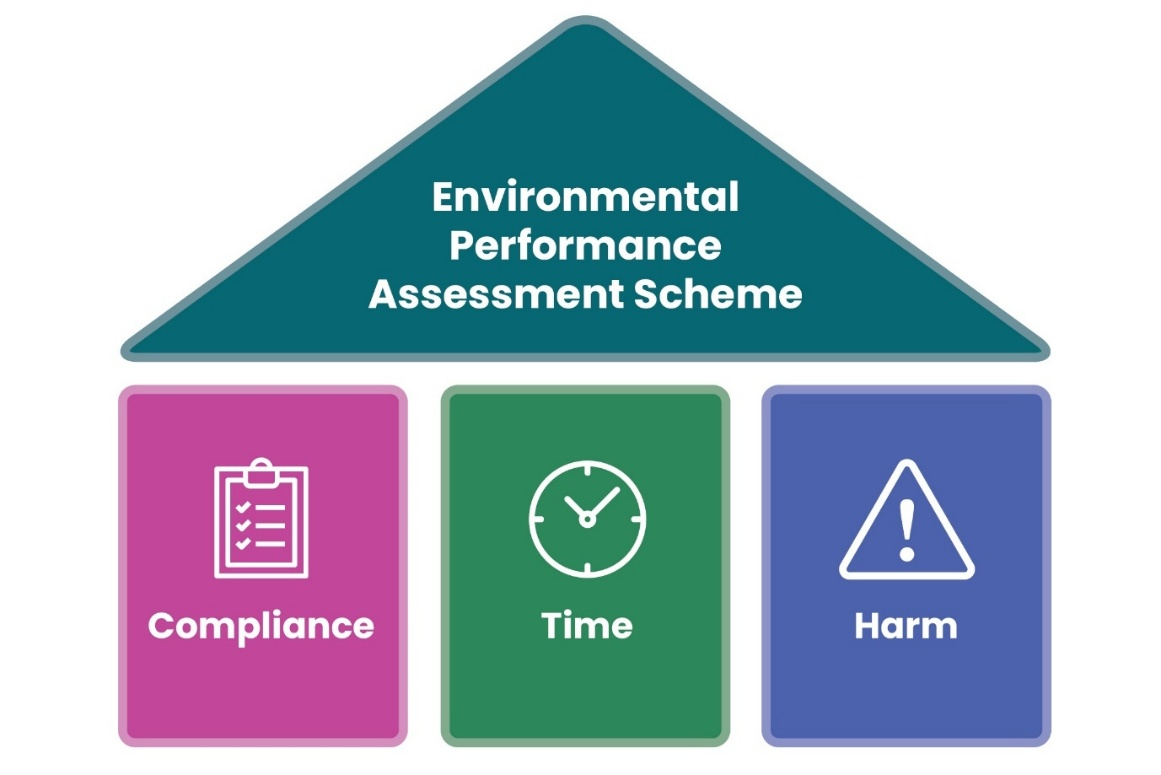 Environmental
Performance
Assessment Scheme
Compliance
Time
Harm